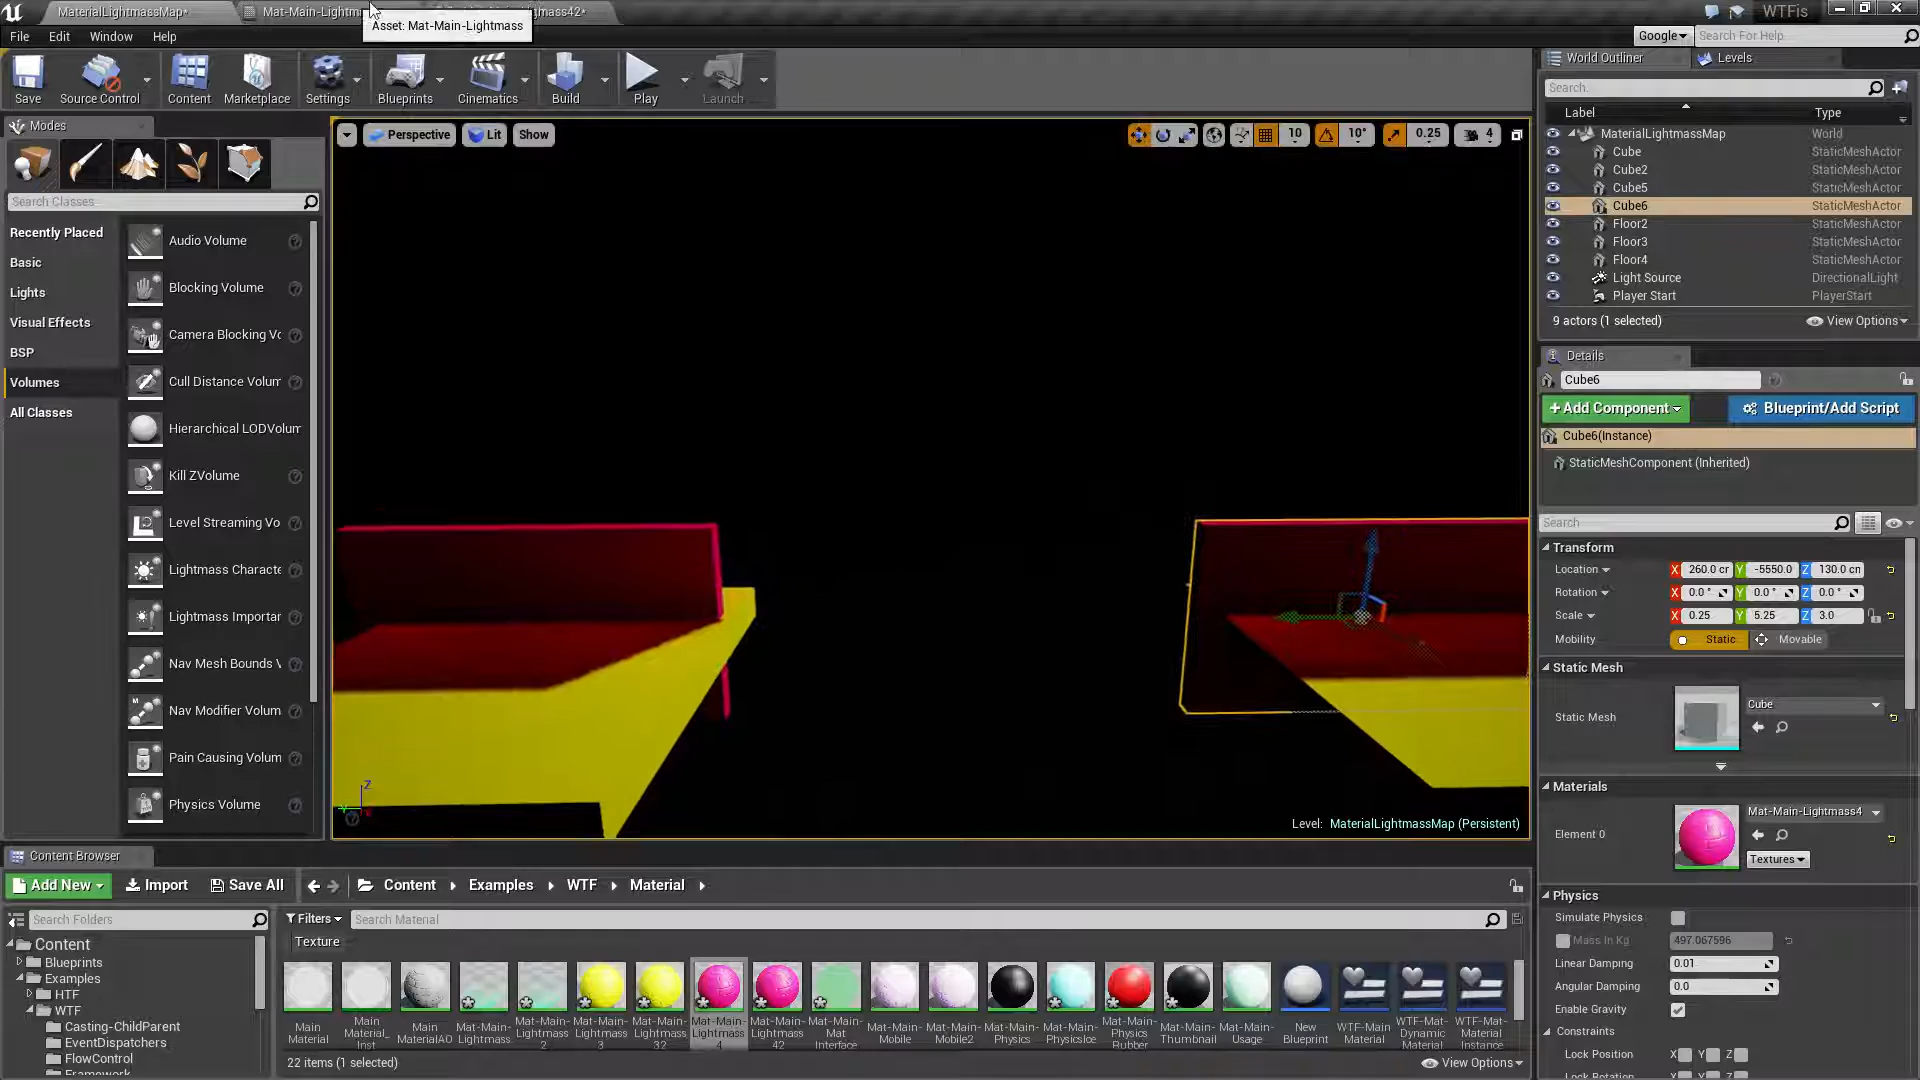 MaterialLightmassMap*
Mat-Main-Lightm
mass42*
WTFis
Asset: Mat-Main-Lightmass
File
Edit
Window
Help
Google
Search For Help
Save
Source Control
Content
Marketplace
Settings
Blueprints
Cinematics
Build
Play
Launch
Modes
Search Classes
Recently Placed
Basic
Lights
Visual Effects
BSP
Volumes
All Classes
Audio Volume
Blocking Volume
Camera Blocking Vo
Cull Distance Volum
Hierarchical LODVolum
Kill ZVolume
Level Streaming Vo
Lightmass Characte
Lightmass Importan
Nav Mesh Bounds V
Nav Modifier Volum
Pain Causing Volum
Physics Volume
Perspective
Lit
Show
10
10°
0.25
4
Z
Level: MaterialLightmassMap (Persistent)
World Outliner
Levels
Search.
Label
Type
MaterialLightmassMap World
Cube StaticMeshActor
Cube2 StaticMeshActor
Cube5 StaticMeshActor
Cube6 StaticMeshActor
Floor2 StaticMeshActor
Floor3 StaticMeshActor
Floor4 StaticMeshActor
Light Source DirectionalLight
Player Start PlayerStart
9 actors (1 selected)
View Options
Details
Cube6
+Add Component
Blueprint/Add Script
Cube6(Instance)
StaticMeshComponent (Inherited)
Search
Transform
Location X 260.0 cr Y -5550.0 Z 130.0 cn
Rotation X 0.0 ° Y 0.0 ° Z 0.0 °
Scale X 0.25 Y 5.25 Z 3.0
Mobility Static Movable
Static Mesh
Static Mesh
Cube
Materials
Element 0
Mat-Main-Lightmass4
Textures
Physics
Simulate Physics
Mass In Kg 497.067596
Linear Damping 0.01
Angular Damping 0.0
Enable Gravity
Constraints
Lock Position X Y Z
Lock Rotation
Content Browser
Add New
Import
Save All
Content
Examples
WTF
Material
Search Folders
Filters
Search Material
Texture
Content
Blueprints
Examples
HTF
WTF
Casting-ChildParent
EventDispatchers
FlowControl
Framework
Main Material
Main Material_ Inst
Main MaterialAO
Mat-Main-Lightmass
Mat-Main-Lightmass-2
Mat-Main-Lightmass 3
Mat-Main-Lightmass 32
Mat-Main-Lightmass 4
Mat-Main-Lightmass 42
Mat-Main-Mat Interface
Mat-Main-Mobile
Mat-Main-Mobile2
Mat-Main-Physics
Mat-Main-PhysicsIce
Mat-Main-Physics Rubber
Mat-Main-Thumbnail
Mat-Main-Usage
New Blueprint
WTF-Main Material
WTF-Mat-Dynamic Material
WTF-Mat-Material Instance
22 items (1 selected)
View Options